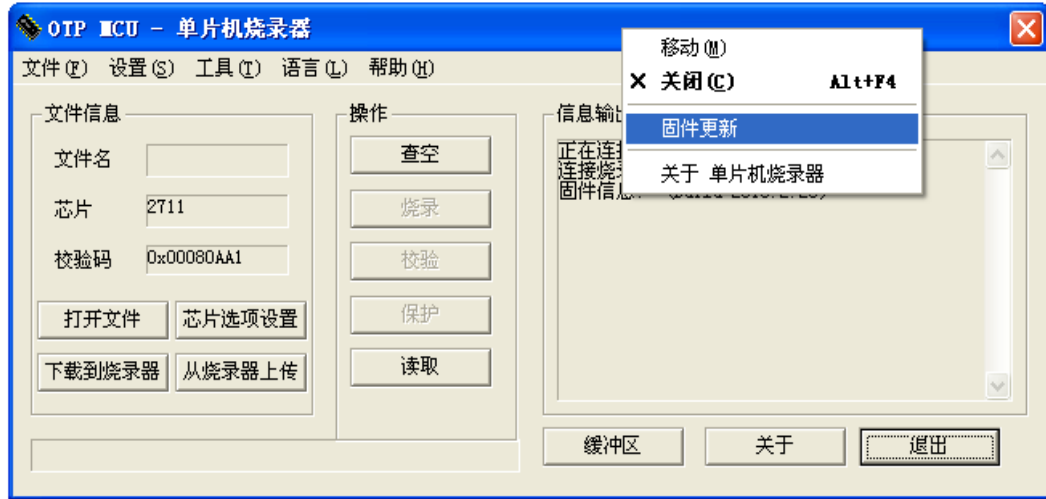 OTP MCU - 单片机烧录器
文件(F) 设置(S) 工具(T) 语言(L) 帮助(H)
移动(M)
关闭(C) Alt+F4
固件更新
关于 单片机烧录器
文件信息
文件名
芯片 2711
校验码 0x00080AA1
打开文件 芯片选项设置
下载到烧录器 从烧录器上传
操作
查空
烧录
校验
保护
读取
信息输出
正在连
连接烧
固件信息
缓冲区 关于 退出